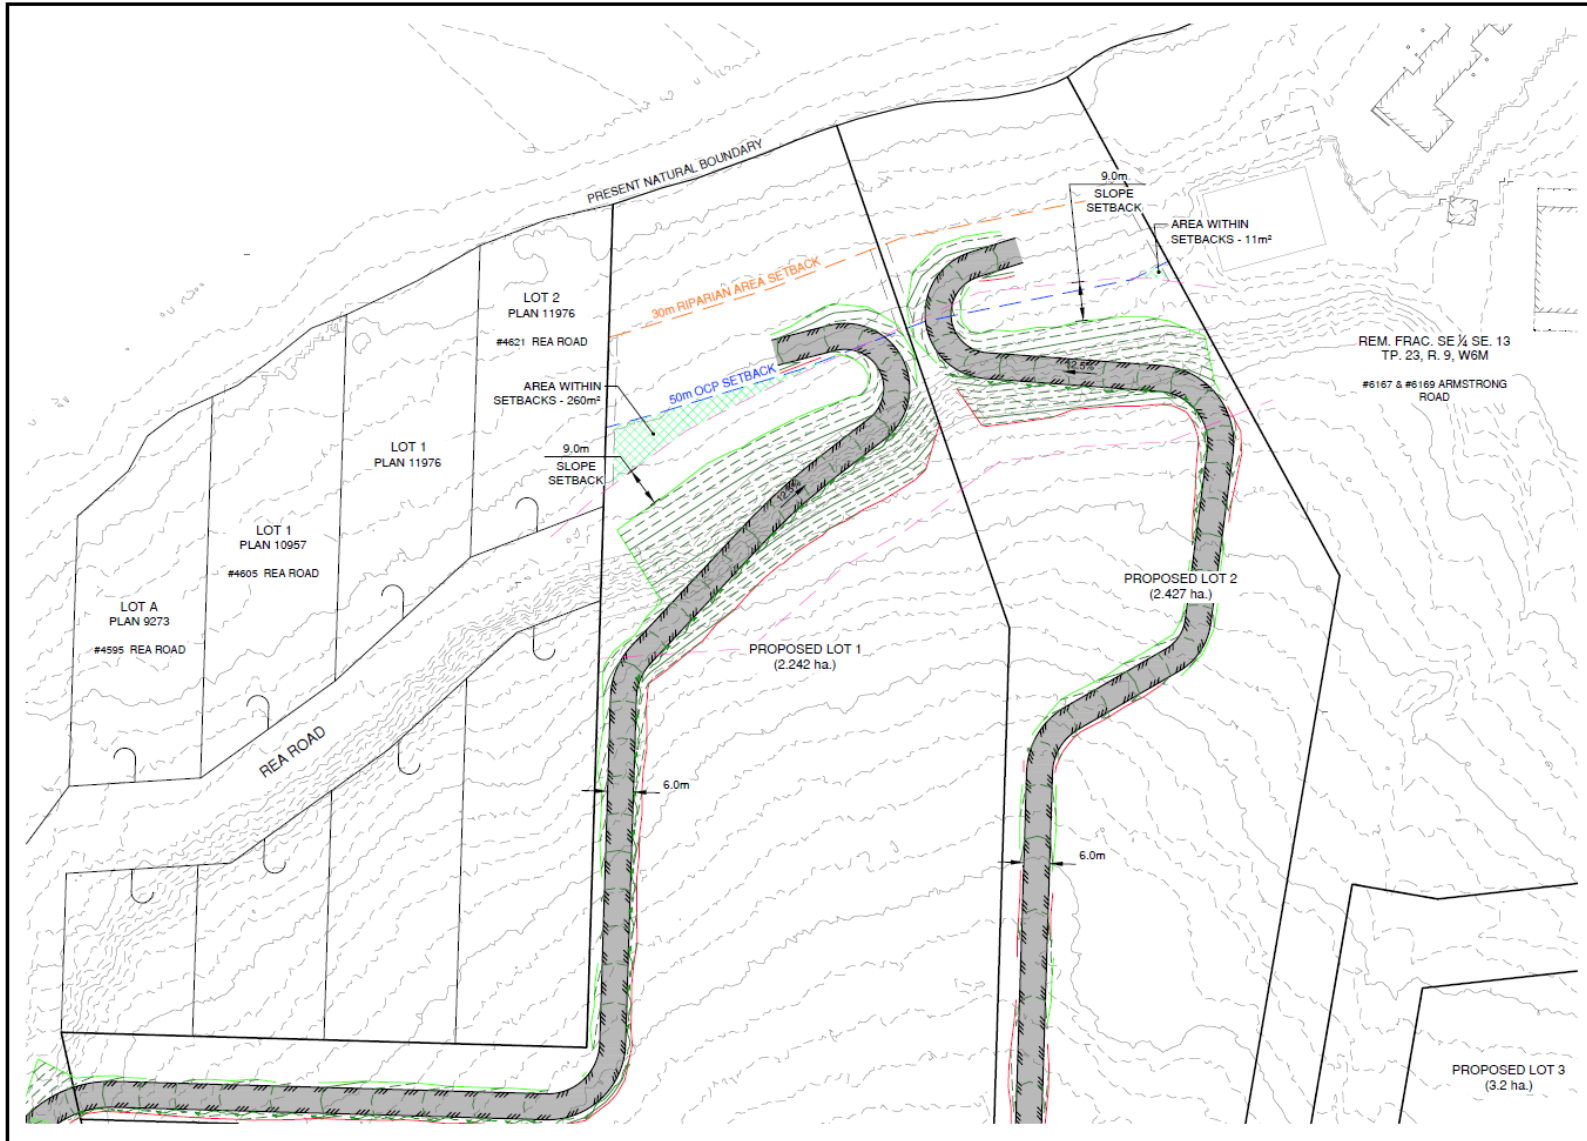 PRESENT NATURAL BOUNDARY
9.0m
SLOPE
SETBACK
AREA WITHIN
SETBACKS - 11m²
30m RIPARIAN AREA SETBACK
LOT 2
PLAN 11976
#4621 REA ROAD
REM. FRAC. SE ¼ SE. 13
TP. 23, R. 9, W6M
#6167 & #6169 ARMSTRONG
ROAD
12.5%
50m OCP SETBACK
AREA WITHIN
SETBACKS - 260m²
LOT 1
PLAN 11976
9.0m
SLOPE
SETBACK
12.5%
LOT 1
PLAN 10957
#4605 REA ROAD
LOT A
PLAN 9273
#4595 REA ROAD
PROPOSED LOT 2
(2.427 ha.)
PROPOSED LOT 1
(2.242 ha.)
REA ROAD
6.0m
6.0m
PROPOSED LOT 3
(3.2 ha.)